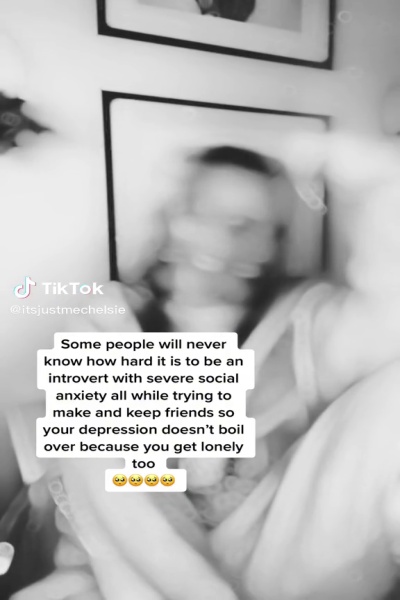 TikTok
@itsjustmechelsie
Some people will never
know how hard it is to be an
introvert with severe social
anxiety all while trying to
make and keep friends so
your depression doesn't boil
over because you get lonely
too
🥺🥺🥺🥺